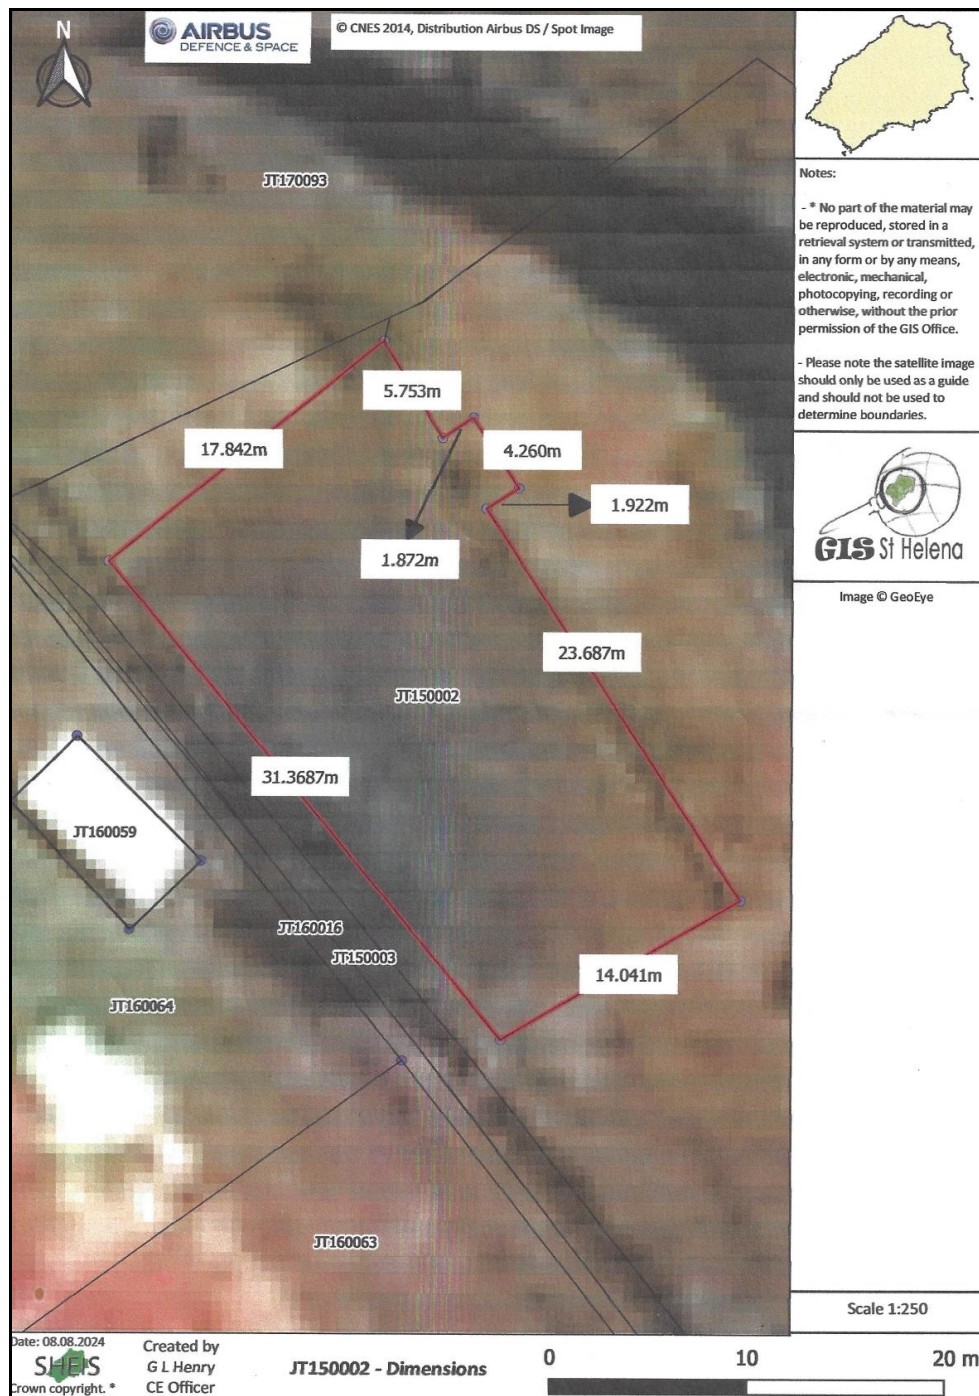 N
AIRBUS
DEFENCE & SPACE
© CNES 2014, Distribution Airbus DS / Spot Image
JT170093
5.753m
17.842m
4.260m
1.922m
1.872m
23.687m
JT150002
31.3687m
JT160059
JT160016
JT150003
14.041m
JT160064
JT160063
Notes:
- * No part of the material may
be reproduced, stored in a
retrieval system or transmitted,
in any form or by any means,
electronic, mechanical,
photocopying, recording or
otherwise, without the prior
permission of the GIS Office.
- Please note the satellite image
should only be used as a guide
and should not be used to
determine boundaries.
GIS St Helena
Image © GeoEye
Scale 1:250
Date: 08.08.2024
SHEIS
Crown copyright. *
Created by
G L Henry
CE Officer
JT150002 - Dimensions
0 10 20 m